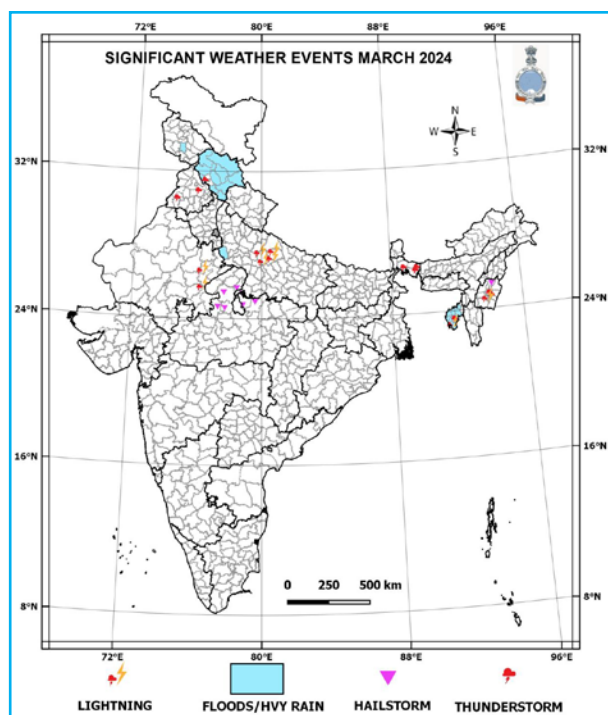 72°E 80°E 88°E 96°E
SIGNIFICANT WEATHER EVENTS MARCH 2024
N
W E
S
32°N 32°N
24°N 24°N
16°N 16°N
0 250 500 km
8°N 8°N
72°E 80°E 88°E 96°E
LIGHTNING FLOODS/HVY RAIN HAILSTORM THUNDERSTORM